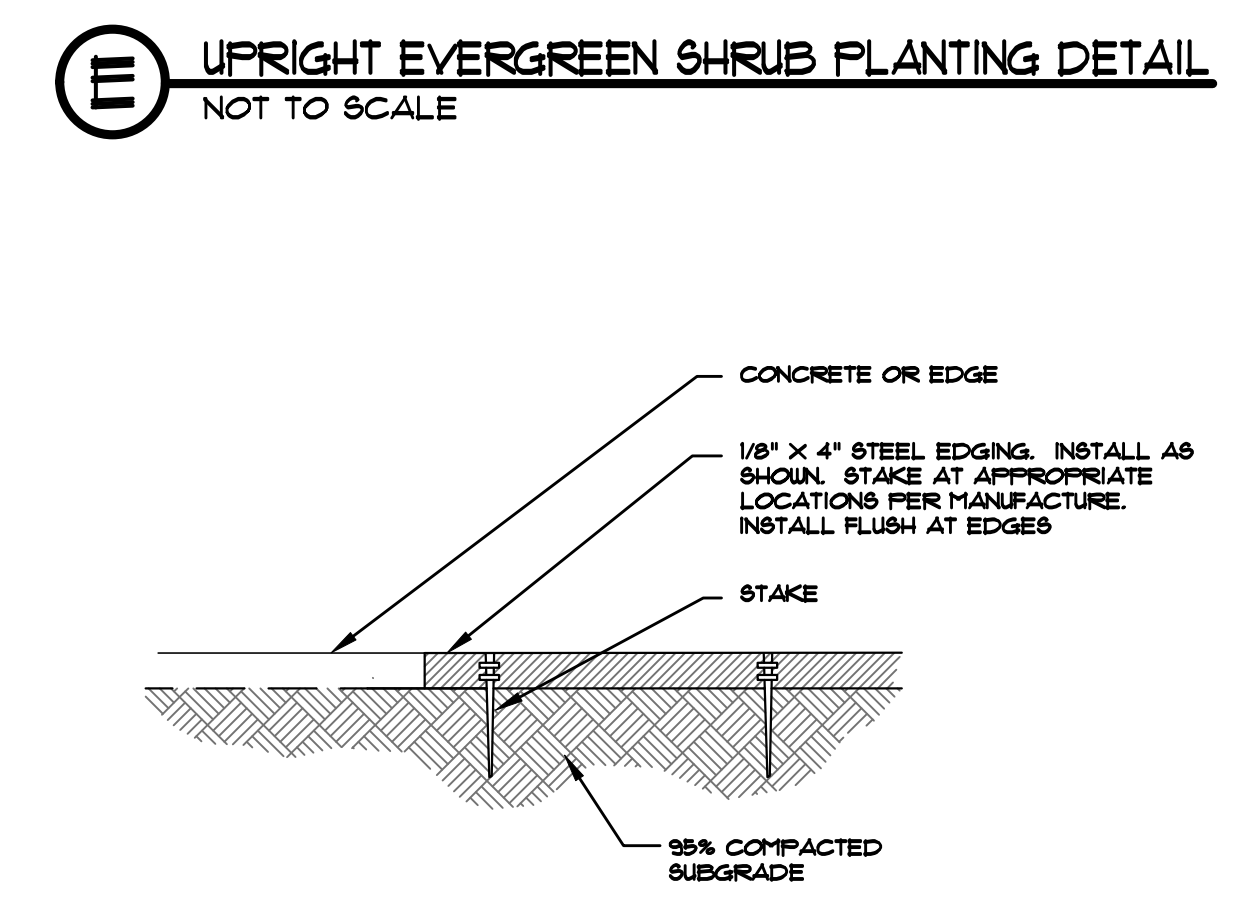 E
UPRIGHT EVERGREEN SHRUB PLANTING DETAIL
NOT TO SCALE
CONCRETE OR EDGE
1/8" X 4" STEEL EDGING. INSTALL AS
SHOWN. STAKE AT APPROPRIATE
LOCATIONS PER MANUFACTURE.
INSTALL FLUSH AT EDGES
STAKE
95% COMPACTED
SUBGRADE